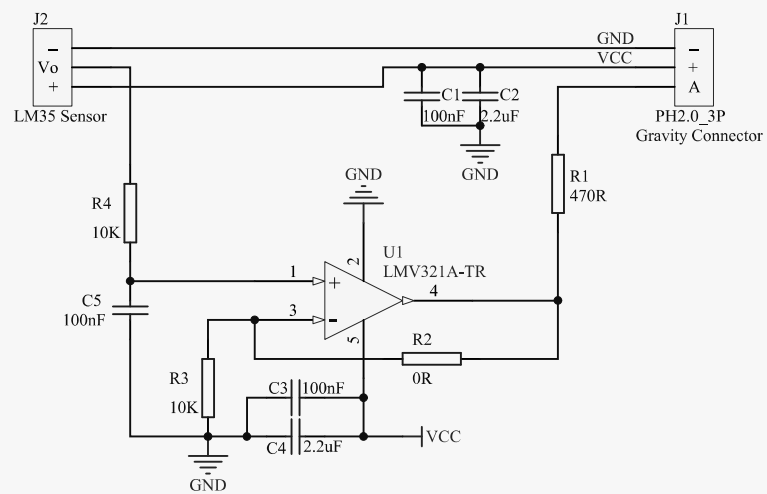 J2
J1
−
GND
−
Vo
VCC
+
+
A
LM35 Sensor
C1
C2
100nF
2.2uF
PH2.0_3P
Gravity Connector
GND
GND
R1
470R
R4
10K
2
U1
LMV321A-TR
1
+
4
C5
100nF
3
-
5
R2
0R
R3
10K
C3
100nF
C4
2.2uF
VCC
GND